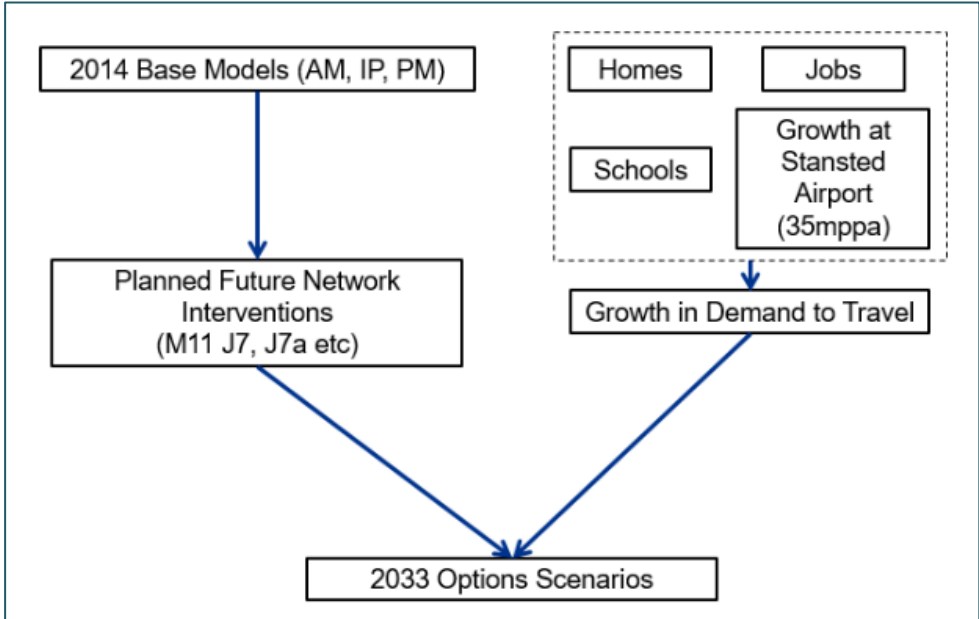 2014 Base Models (AM, IP, PM)
Homes
Jobs
Schools
Growth at
Stansted
Airport
(35mppa)
Planned Future Network
Interventions
(M11 J7, J7a etc)
Growth in Demand to Travel
2033 Options Scenarios